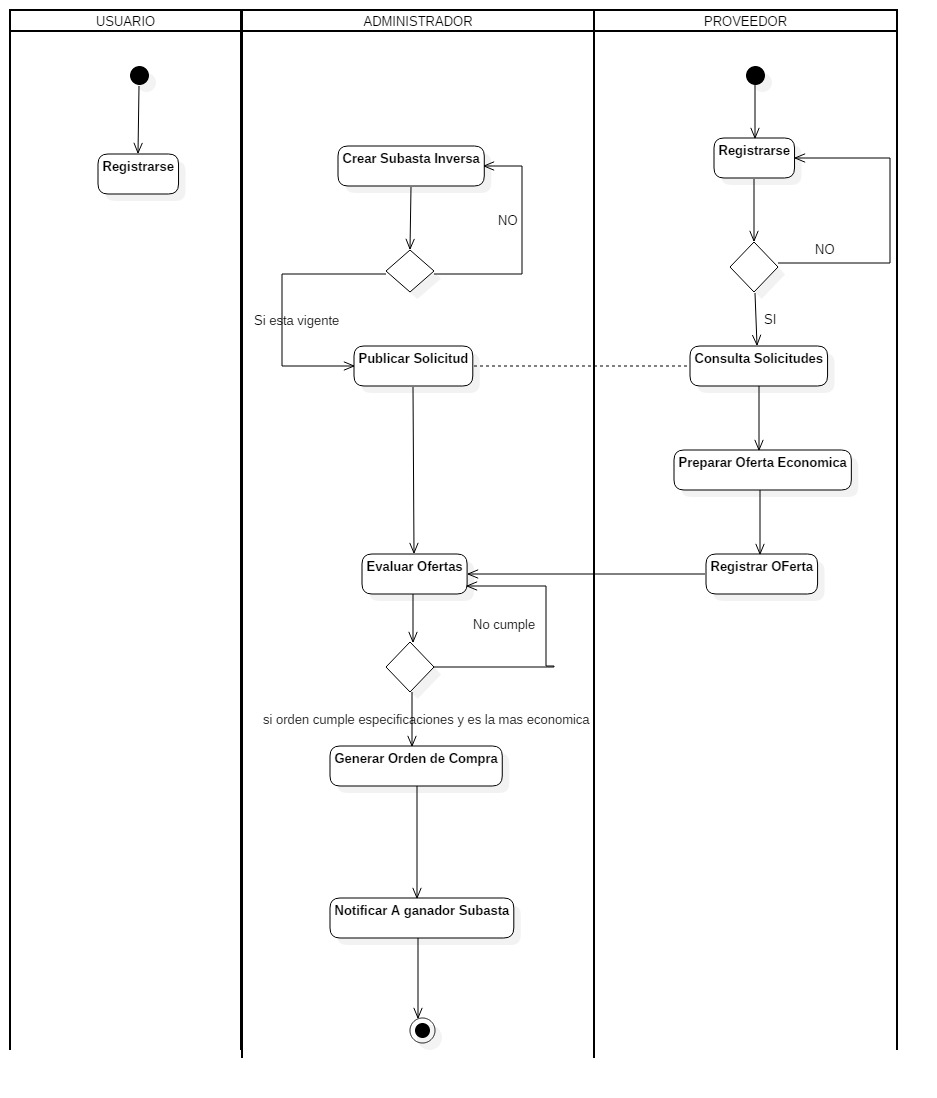 USUARIO
ADMINISTRADOR
PROVEEDOR
Registrarse
Crear Subasta Inversa
Registrarse
NO
NO
Si esta vigente
SI
Publicar Solicitud
Consulta Solicitudes
Preparar Oferta Economica
Evaluar Ofertas
Registrar OFerta
No cumple
si orden cumple especificaciones y es la mas economica
Generar Orden de Compra
Notificar A ganador Subasta